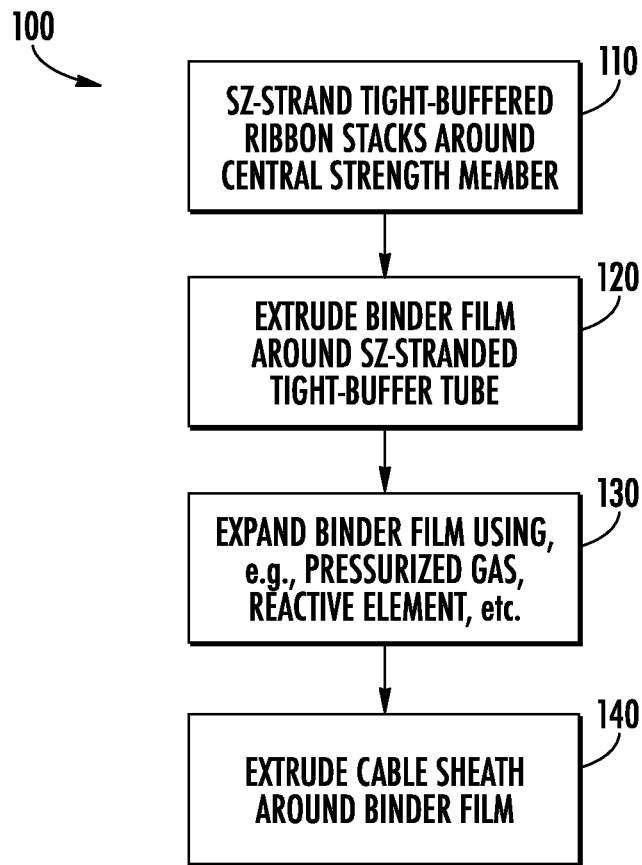 100
110
SZ-STRAND TIGHT-BUFFERED
RIBBON STACKS AROUND
CENTRAL STRENGTH MEMBER
120
EXTRUDE BINDER FILM
AROUND SZ-STRANDED
TIGHT-BUFFER TUBE
130
EXPAND BINDER FILM USING,
e.g., PRESSURIZED GAS,
REACTIVE ELEMENT, etc.
140
EXTRUDE CABLE SHEATH
AROUND BINDER FILM